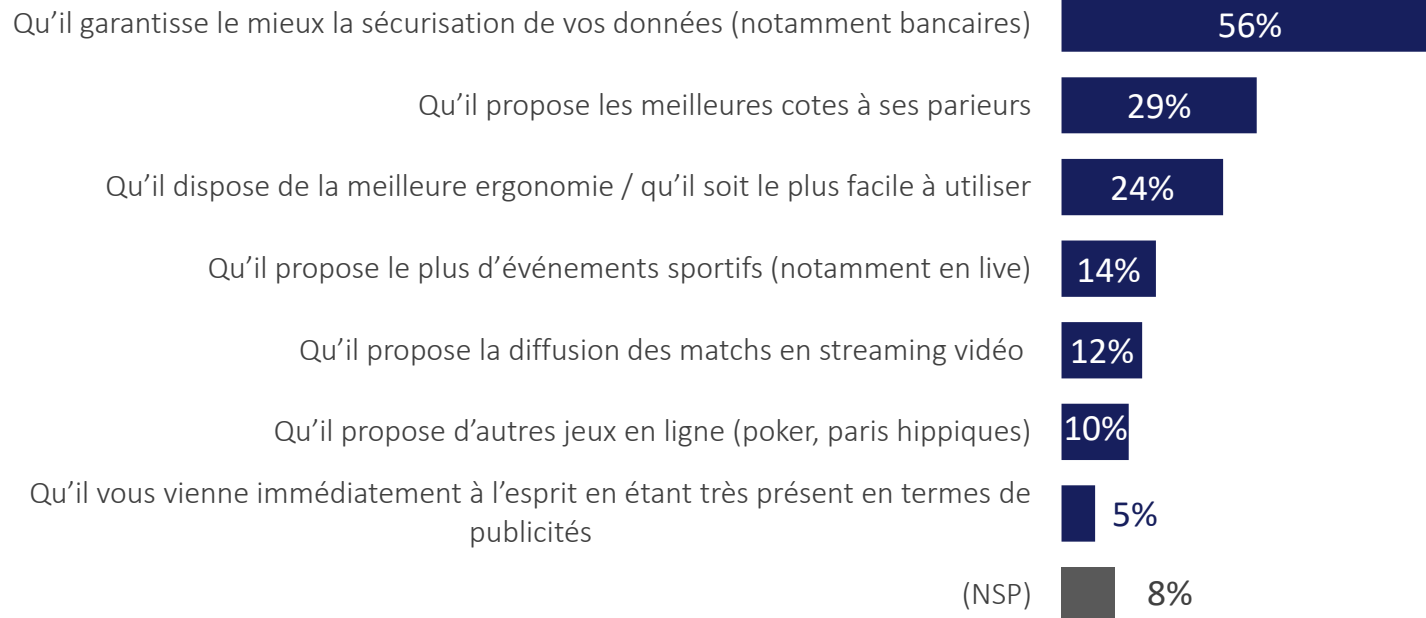 Qu’il garantisse le mieux la sécurisation de vos données (notamment bancaires) 56%
Qu’il propose les meilleures cotes à ses parieurs 29%
Qu’il dispose de la meilleure ergonomie / qu’il soit le plus facile à utiliser 24%
Qu’il propose le plus d’événements sportifs (notamment en live) 14%
Qu’il propose la diffusion des matchs en streaming vidéo 12%
Qu’il propose d’autres jeux en ligne (poker, paris hippiques) 10%
Qu’il vous vienne immédiatement à l’esprit en étant très présent en termes de
publicités 5%
(NSP) 8%